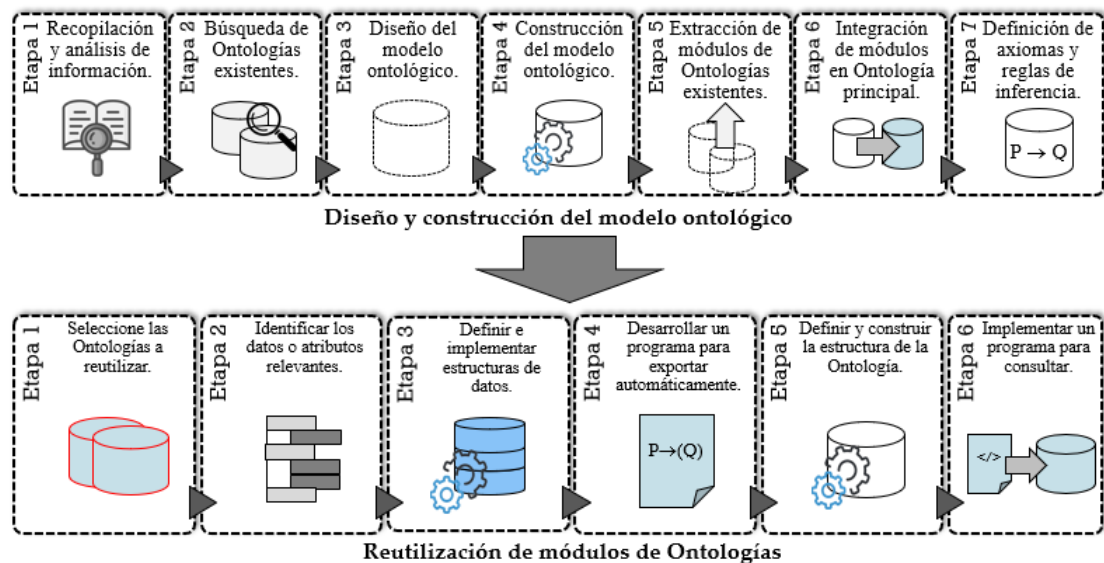 Etapa 1
Recopilación
y análisis de
información.
Etapa 2
Búsqueda de
Ontologías
existentes.
Etapa 3
Diseño del
modelo
ontológico.
Etapa 4
Construcción
del modelo
ontológico.
Etapa 5
Extracción de
módulos de
Ontologías
existentes.
Etapa 6
Integración
de módulos
en Ontología
principal.
Etapa 7
Definición de
axiomas y
reglas de
inferencia.
P → Q
Diseño y construcción del modelo ontológico
Etapa 1
Seleccione las
Ontologías a
reutilizar.
Etapa 2
Identificar los
datos o atributos
relevantes.
Etapa 3
Definir e
implementar
estructuras de
datos.
Etapa 4
Desarrollar un
programa para
exportar
automáticamente.
P→(Q)
Etapa 5
Definir y construir
la estructura de la
Ontología.
Etapa 6
Implementar un
programa para
consultar.
</>
Reutilización de módulos de Ontologías